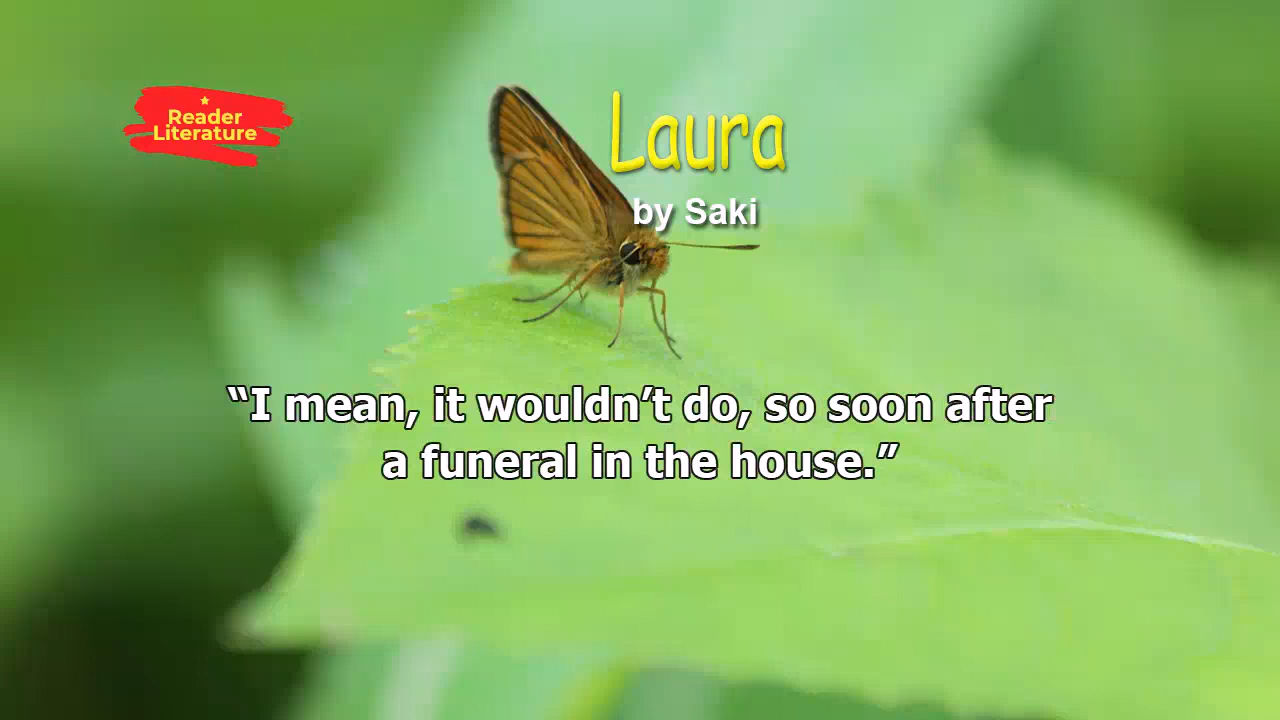 Reader
Literature
Laura
by Saki
“I mean, it wouldn’t do, so soon after
a funeral in the house.”